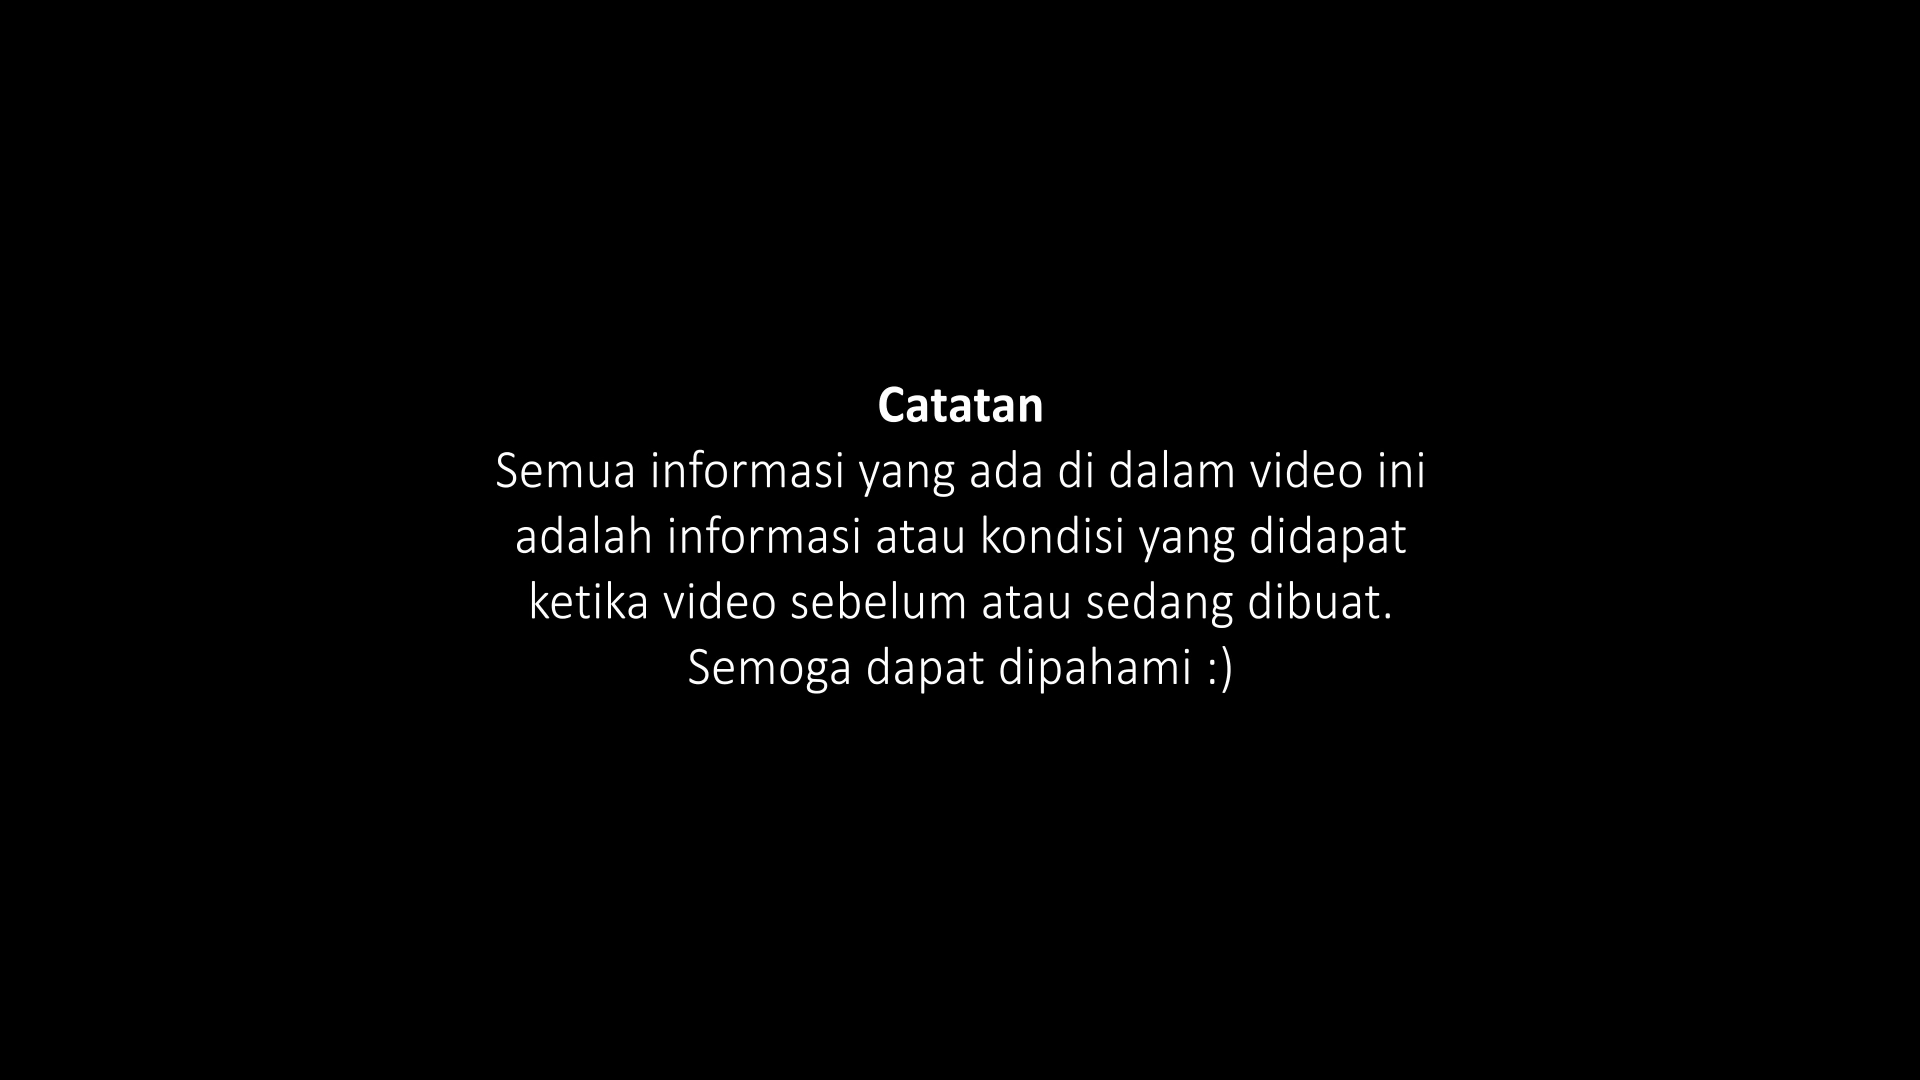 Catatan
Semua informasi yang ada di dalam video ini
adalah informasi atau kondisi yang didapat
ketika video sebelum atau sedang dibuat.
Semoga dapat dipahami :)